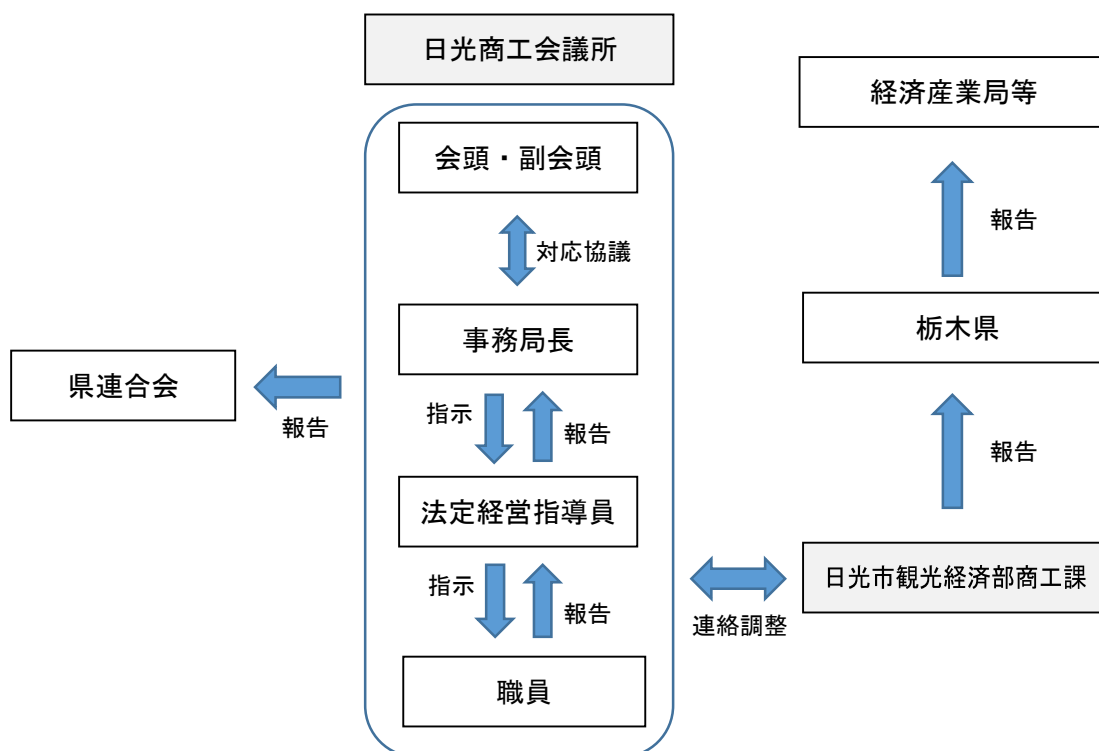 日光商工会議所
経済産業局等
会頭・副会頭
報告
対応協議
事務局長
栃木県
県連合会
報告
指示
報告
報告
法定経営指導員
日光市観光経済部商工課
指示
報告
連絡調整
職員